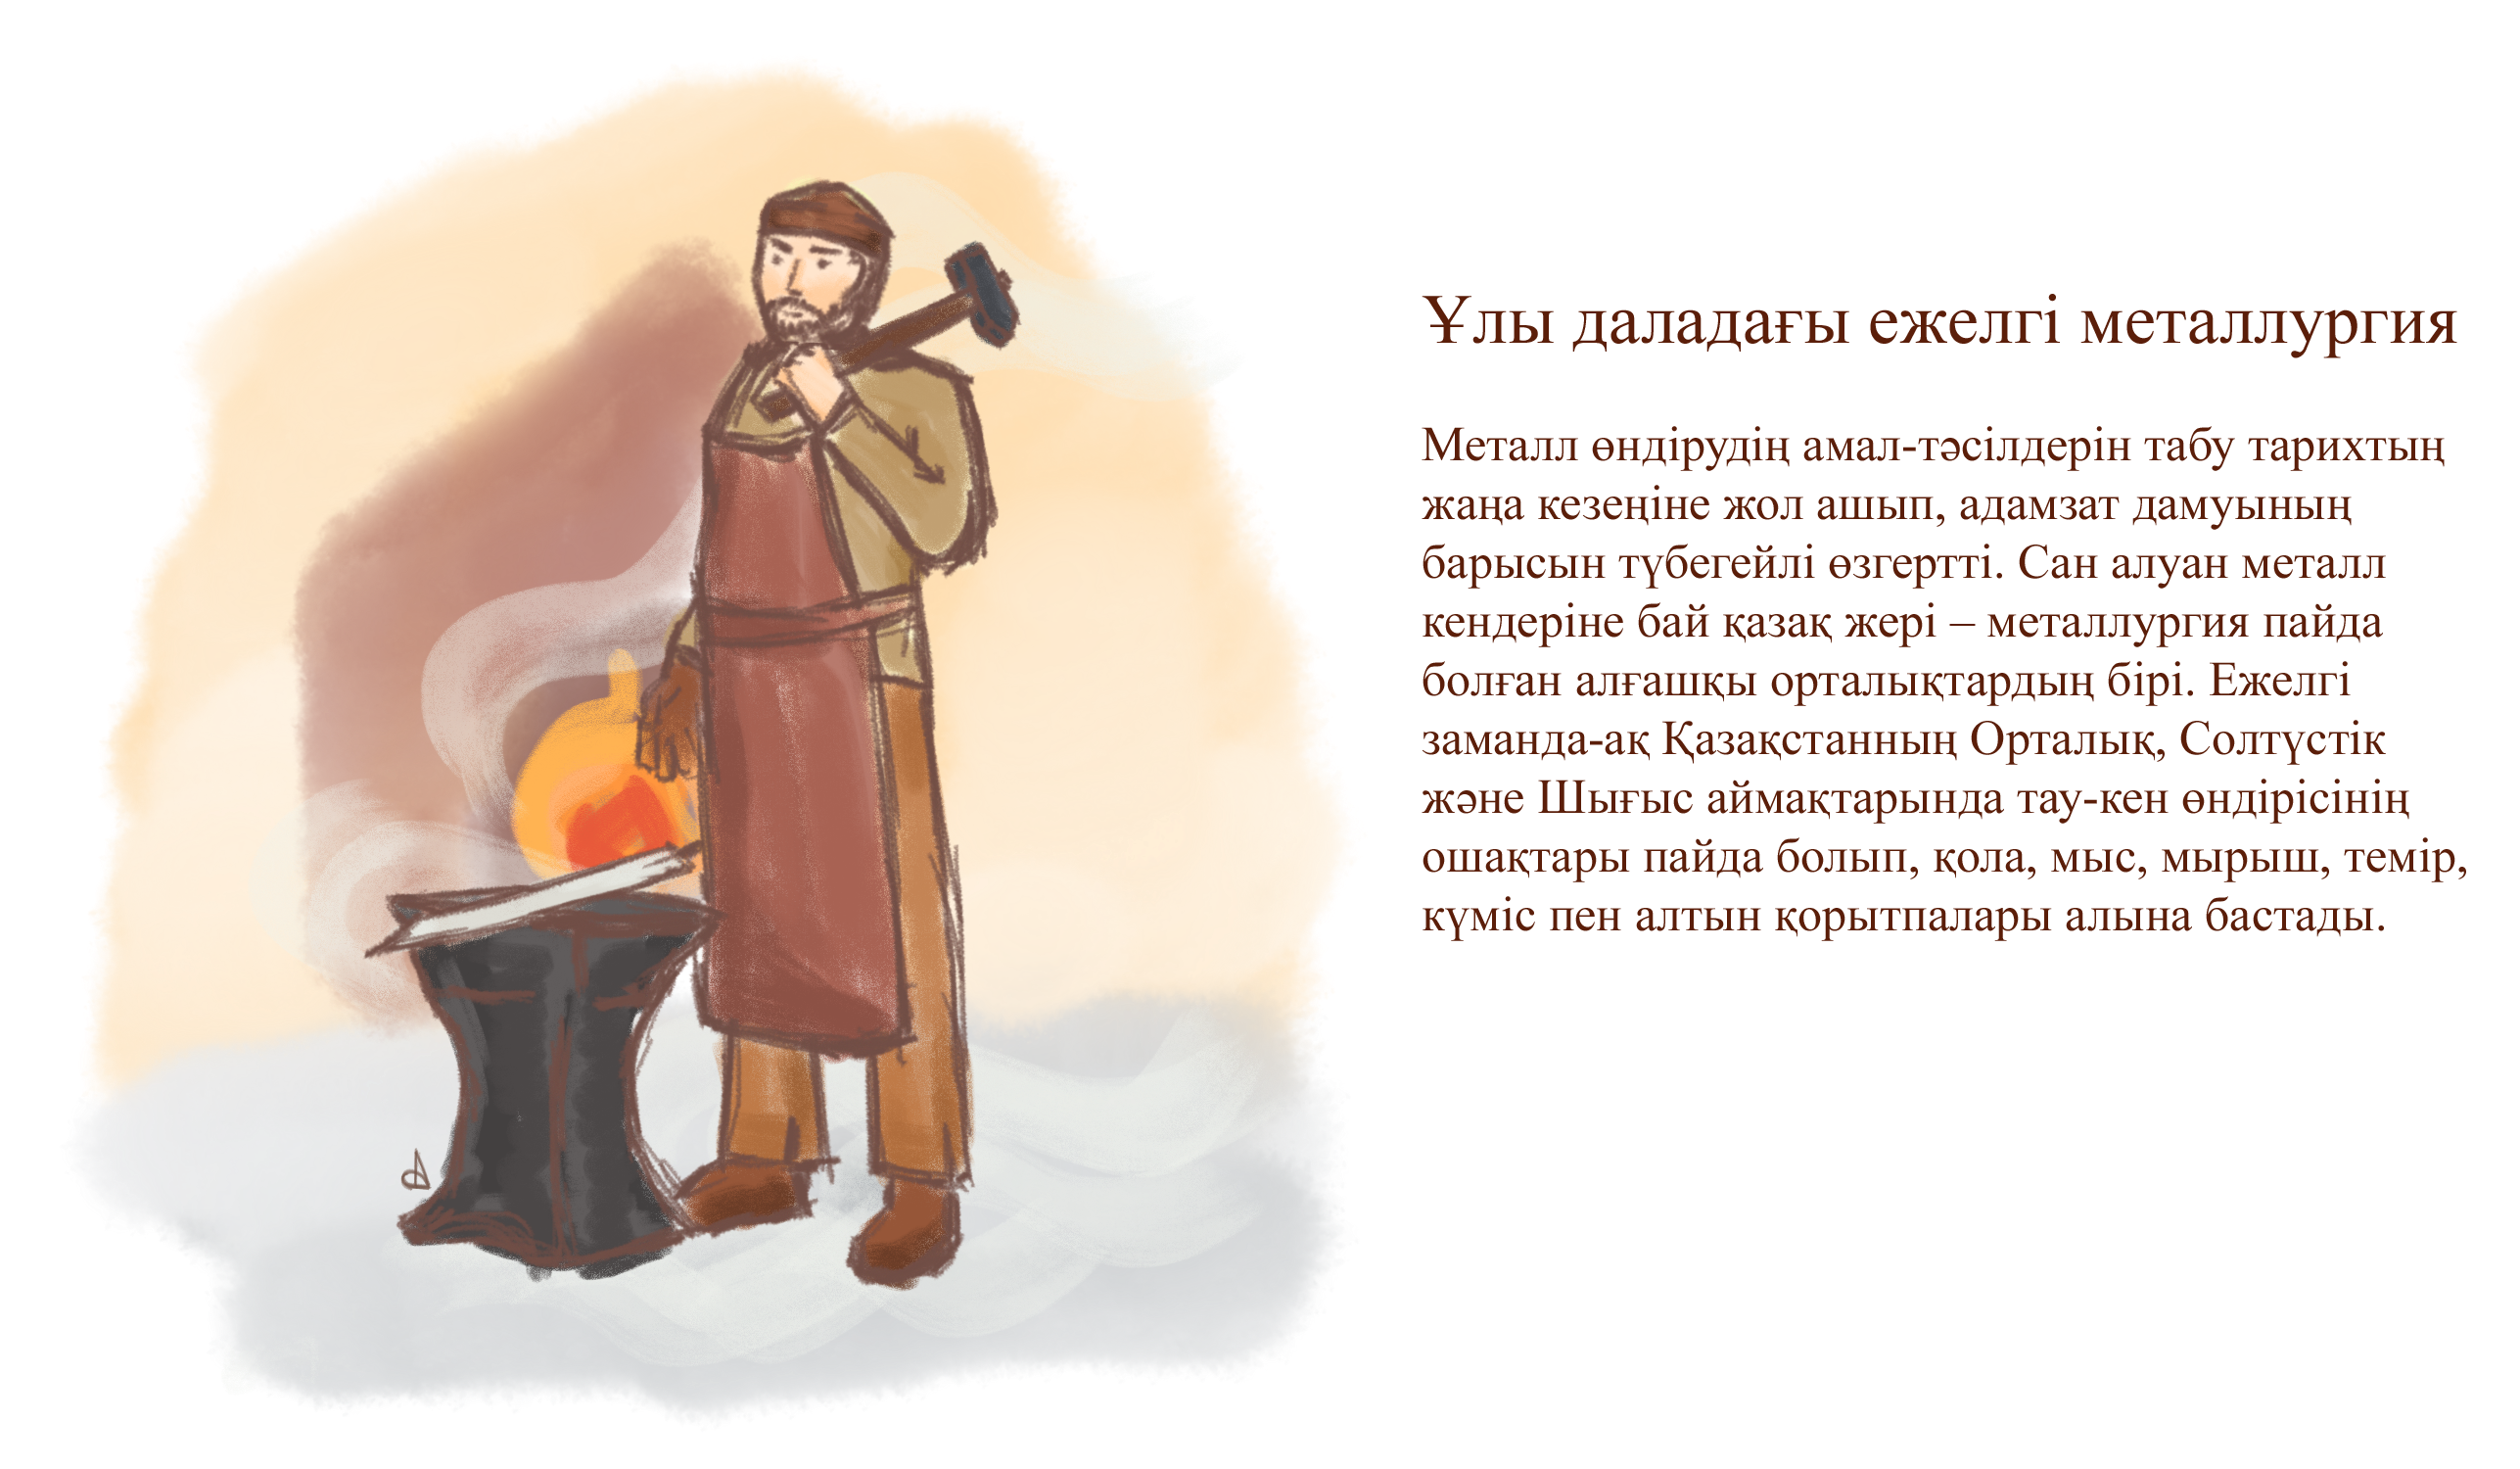 Ұлы даладағы ежелгі металлургия
Металл өндірудің амал-тәсілдерін табу тарихтың
жаңа кезеңіне жол ашып, адамзат дамуының
барысын түбегейлі өзгертті. Сан алуан металл
кендеріне бай қазақ жері – металлургия пайда
болған алғашқы орталықтардың бірі. Ежелгі
заманда-ақ Қазақстанның Орталық, Солтүстік
және Шығыс аймақтарында тау-кен өндірісінің
ошақтары пайда болып, қола, мыс, мырыш, темір,
күміс пен алтын қорытпалары алына бастады.